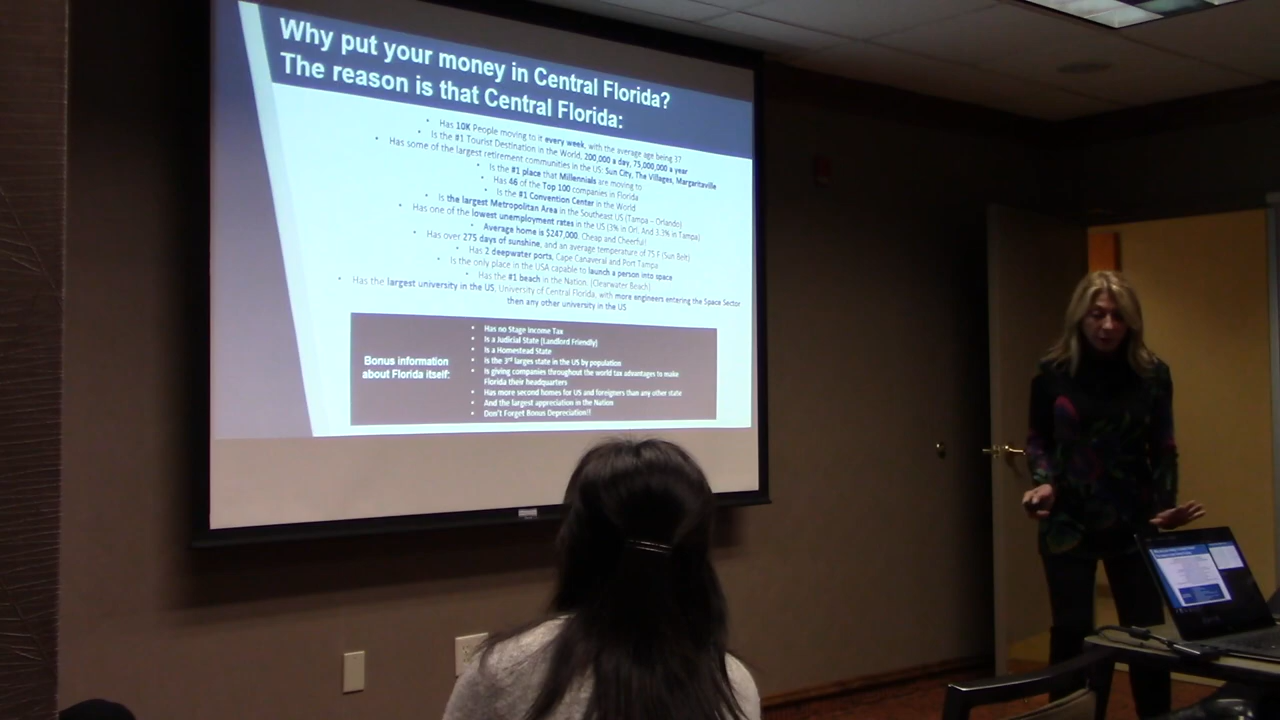 Why put your money in Central Florida?
The reason is that Central Florida:
• Has 10K People moving to it every week, with the average age being 37
• Is the #1 Tourist Destination in the World, 200,000 a day, 75,000,000 a year
• Has some of the largest retirement communities in the US: Sun City, The Villages, Margaritaville
• Is the #1 place that Millennials are moving to
• Has 46 of the Top 100 companies in Florida
• Is the #1 Convention Center in the World
• Is the largest Metropolitan Area in the Southeast US (Tampa – Orlando)
• Has one of the lowest unemployment rates in the US (3% in Orl. And 3.3% in Tampa)
• Average home is $247,000, Cheap and Cheerful!
• Has over 275 days of sunshine, and an average temperature of 75 F (Sun Belt)
• Has 2 deepwater ports, Cape Canaveral and Port Tampa
• Is the only place in the USA capable to launch a person into space
• Has the #1 beach in the Nation. (Clearwater Beach)
• Has the largest university in the US, University of Central Florida, with more engineers entering the Space Sector
then any other university in the US
Bonus information
about Florida itself:
• Has no Stage Income Tax
• Is a Judicial State (Landlord Friendly)
• Is a Homestead State
• Is the 3rd larges state in the US by population
• Is giving companies throughout the world tax advantages to make
Florida their headquarters
• Has more second homes for US and foreigners than any other state
• And the largest appreciation in the Nation
• Don't Forget Bonus Depreciation!!